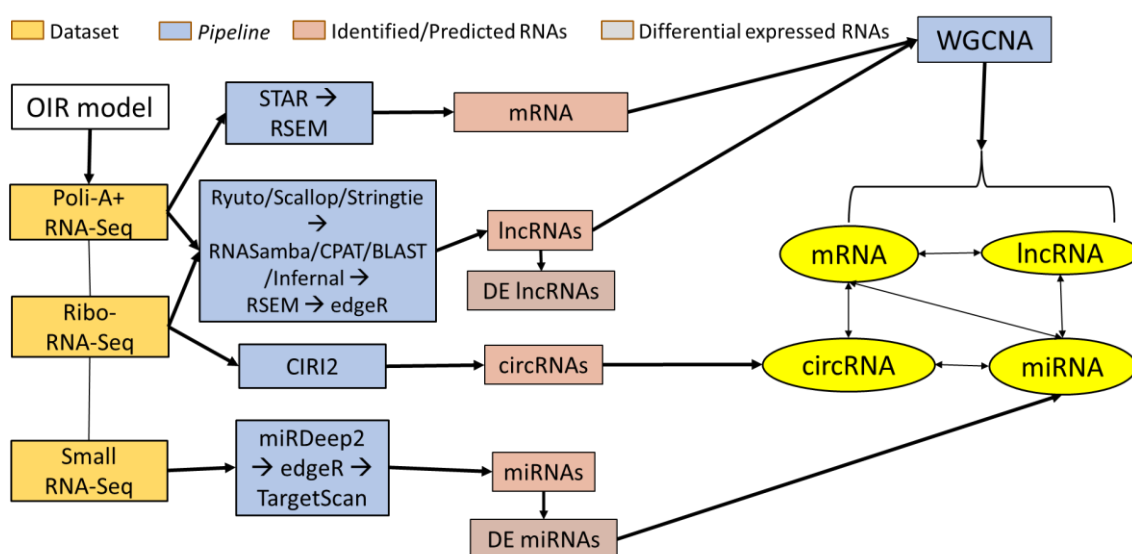 Dataset
Pipeline
Identified/Predicted RNAs
Differential expressed RNAs
WGCNA
OIR model
STAR →
RSEM
mRNA
Poli-A+
RNA-Seq
Ryuto/Scallop/Stringtie
→
RNASamba/CPAT/BLAST
/Infernal →
RSEM → edgeR
lncRNAs
DE lncRNAs
mRNA
lncRNA
Ribo-
RNA-Seq
CIRI2
circRNAs
circRNA
miRNA
Small
RNA-Seq
miRDeep2
→ edgeR →
TargetScan
miRNAs
DE miRNAs